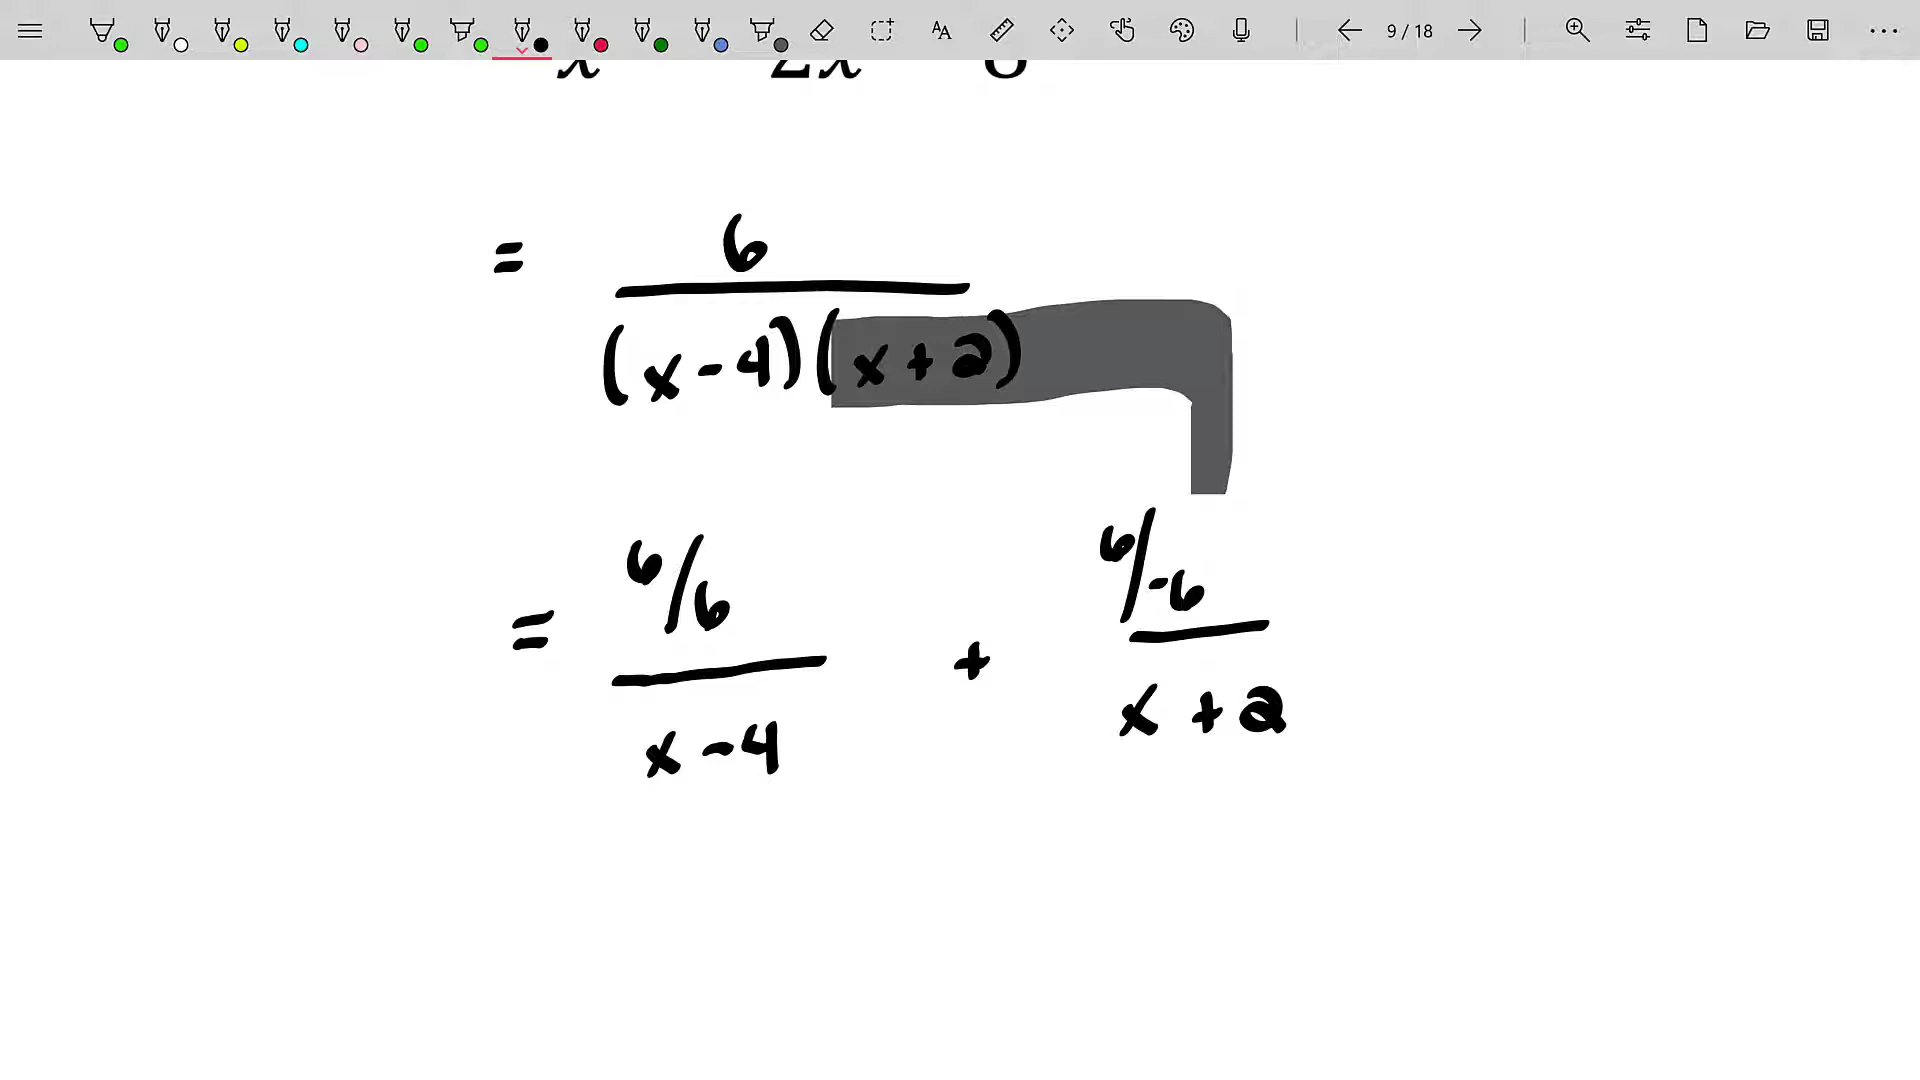 9 / 18
= 6
(x - 4)(x + 2)
= 6/6 + 6/-6
x - 4 x + 2